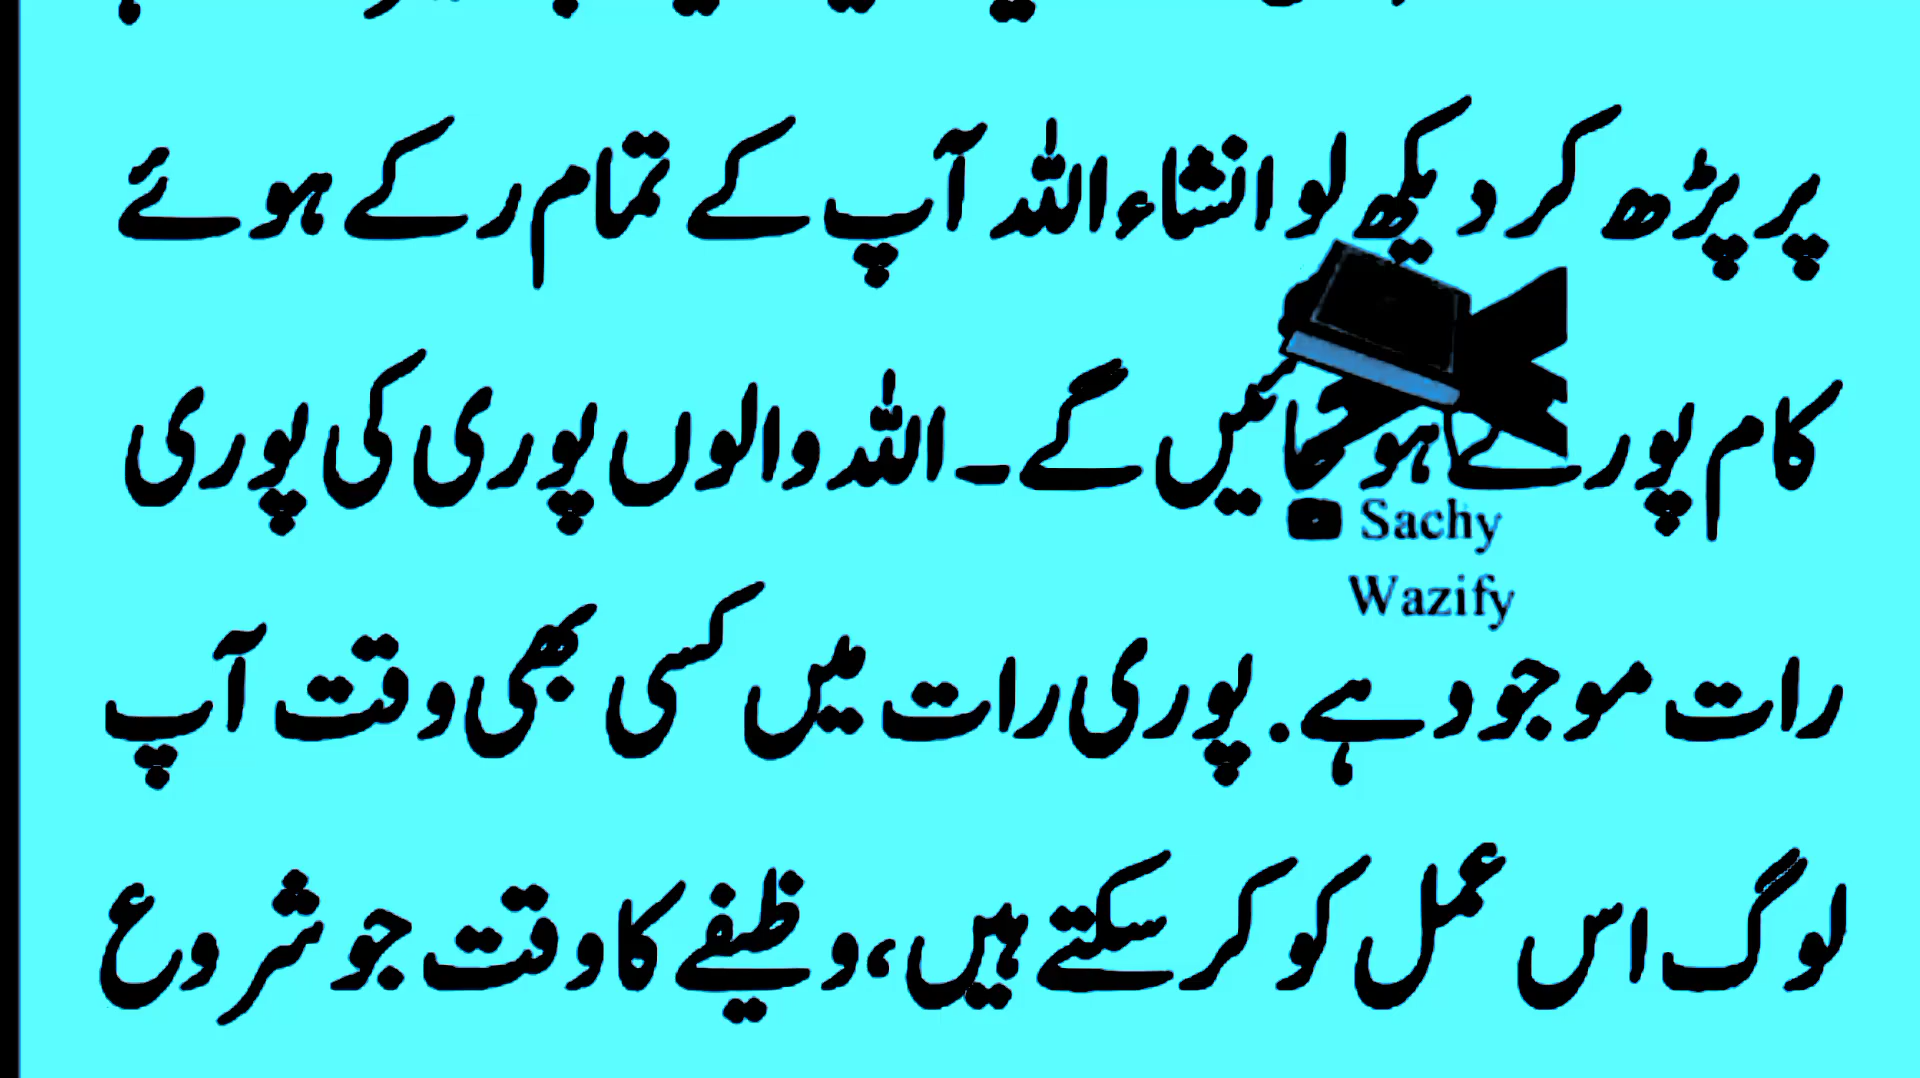 پر پڑھ کر دیکھ لو انشاء اللہ آپ کے تمام رکے ہوئے
کام پورے ہو جائیں گے۔ اللہ والوں پوری کی پوری
Sachy
Wazify
رات موجود ہے. پوری رات میں کسی بھی وقت آپ
لوگ اس عمل کو کر سکتے ہیں، وظیفے کا وقت جو شروع